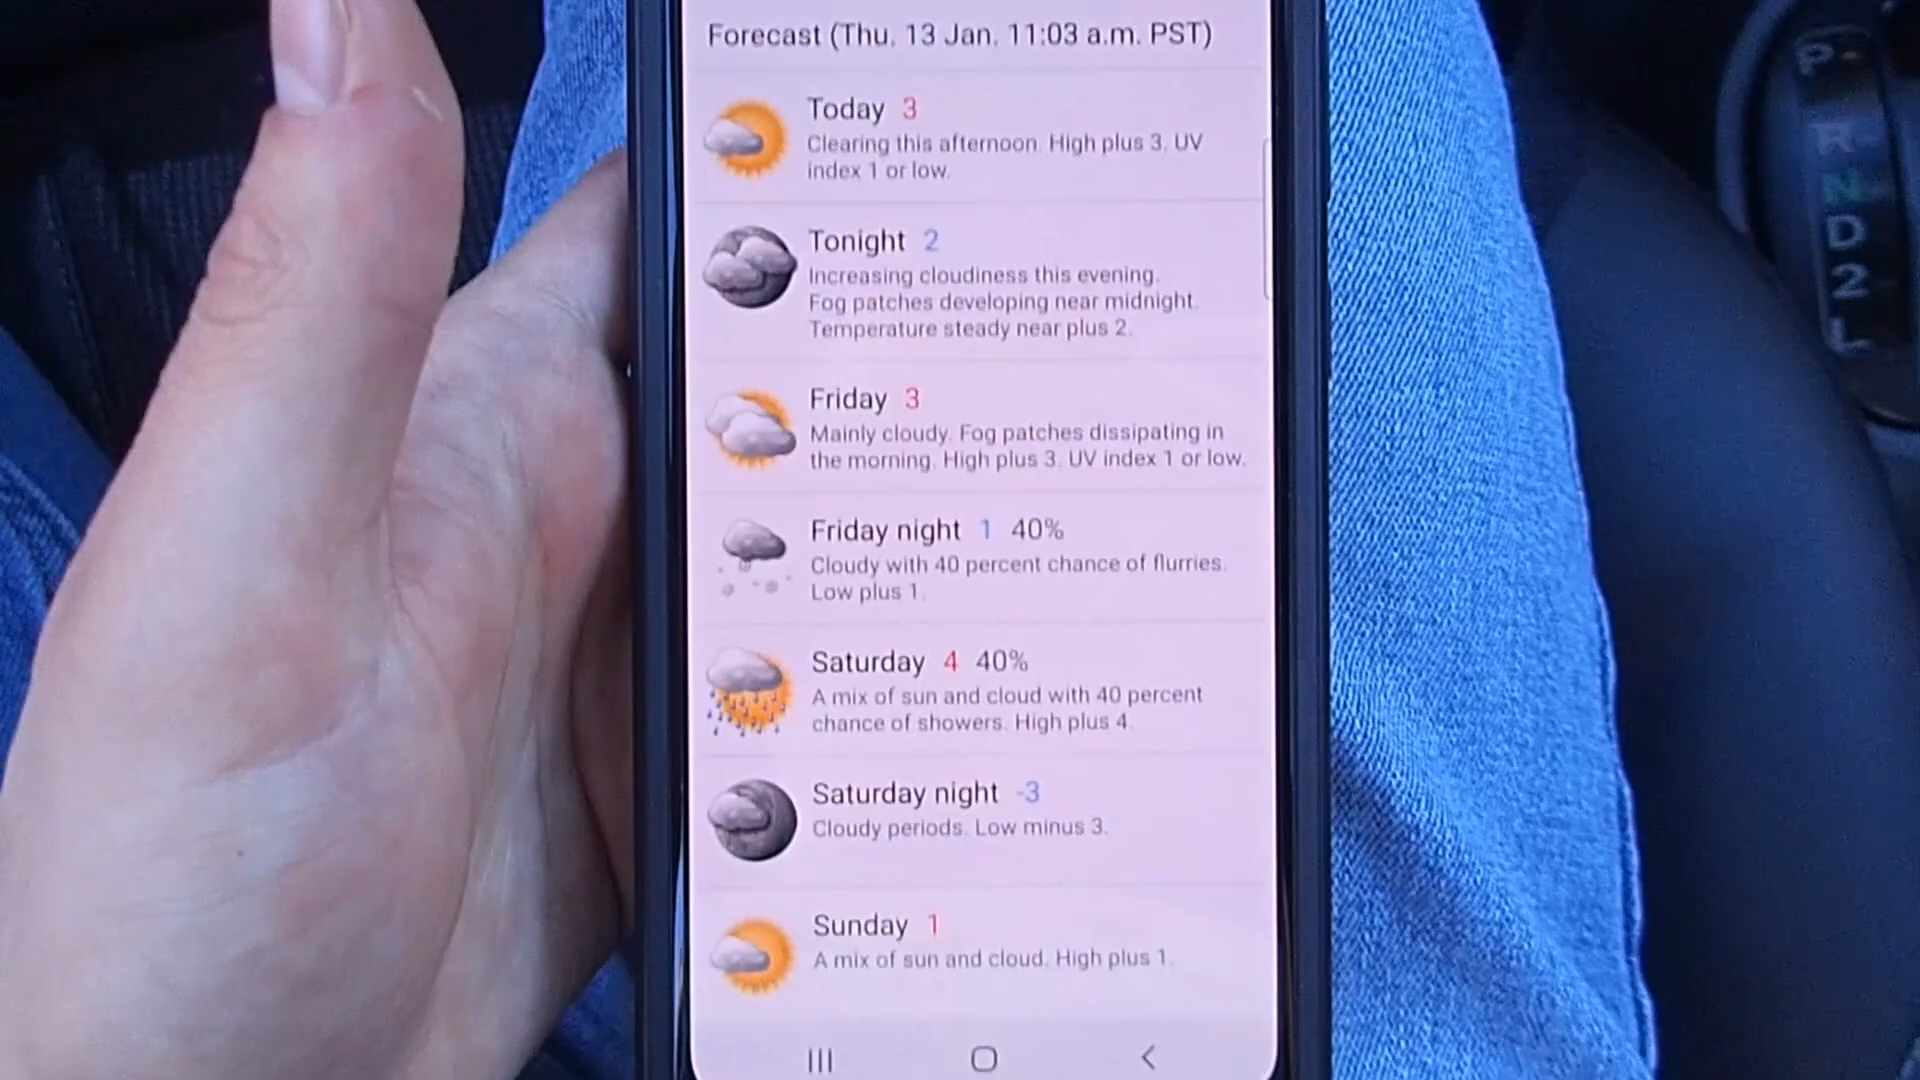 Forecast (Thu. 13 Jan. 11:03 a.m. PST)
Today 3
Clearing this afternoon. High plus 3. UV
index 1 or low.
Tonight 2
Increasing cloudiness this evening.
Fog patches developing near midnight.
Temperature steady near plus 2.
Friday 3
Mainly cloudy. Fog patches dissipating in
the morning. High plus 3. UV index 1 or low.
Friday night 1 40%
Cloudy with 40 percent chance of flurries.
Low plus 1.
Saturday 4 40%
A mix of sun and cloud with 40 percent
chance of showers. High plus 4.
Saturday night -3
Cloudy periods. Low minus 3.
Sunday 1
A mix of sun and cloud. High plus 1.
P
R
N
D
2
L